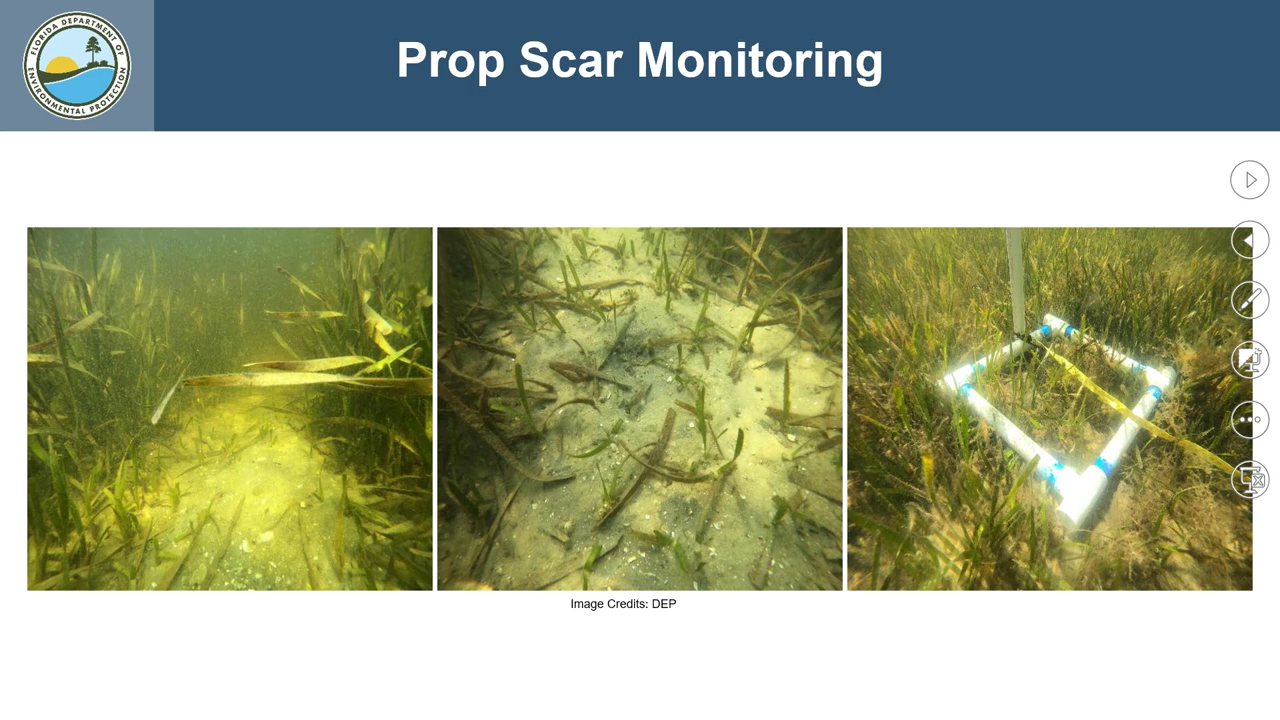 FLORIDA DEPARTMENT OF
ENVIRONMENTAL PROTECTION
Prop Scar Monitoring
Image Credits: DEP